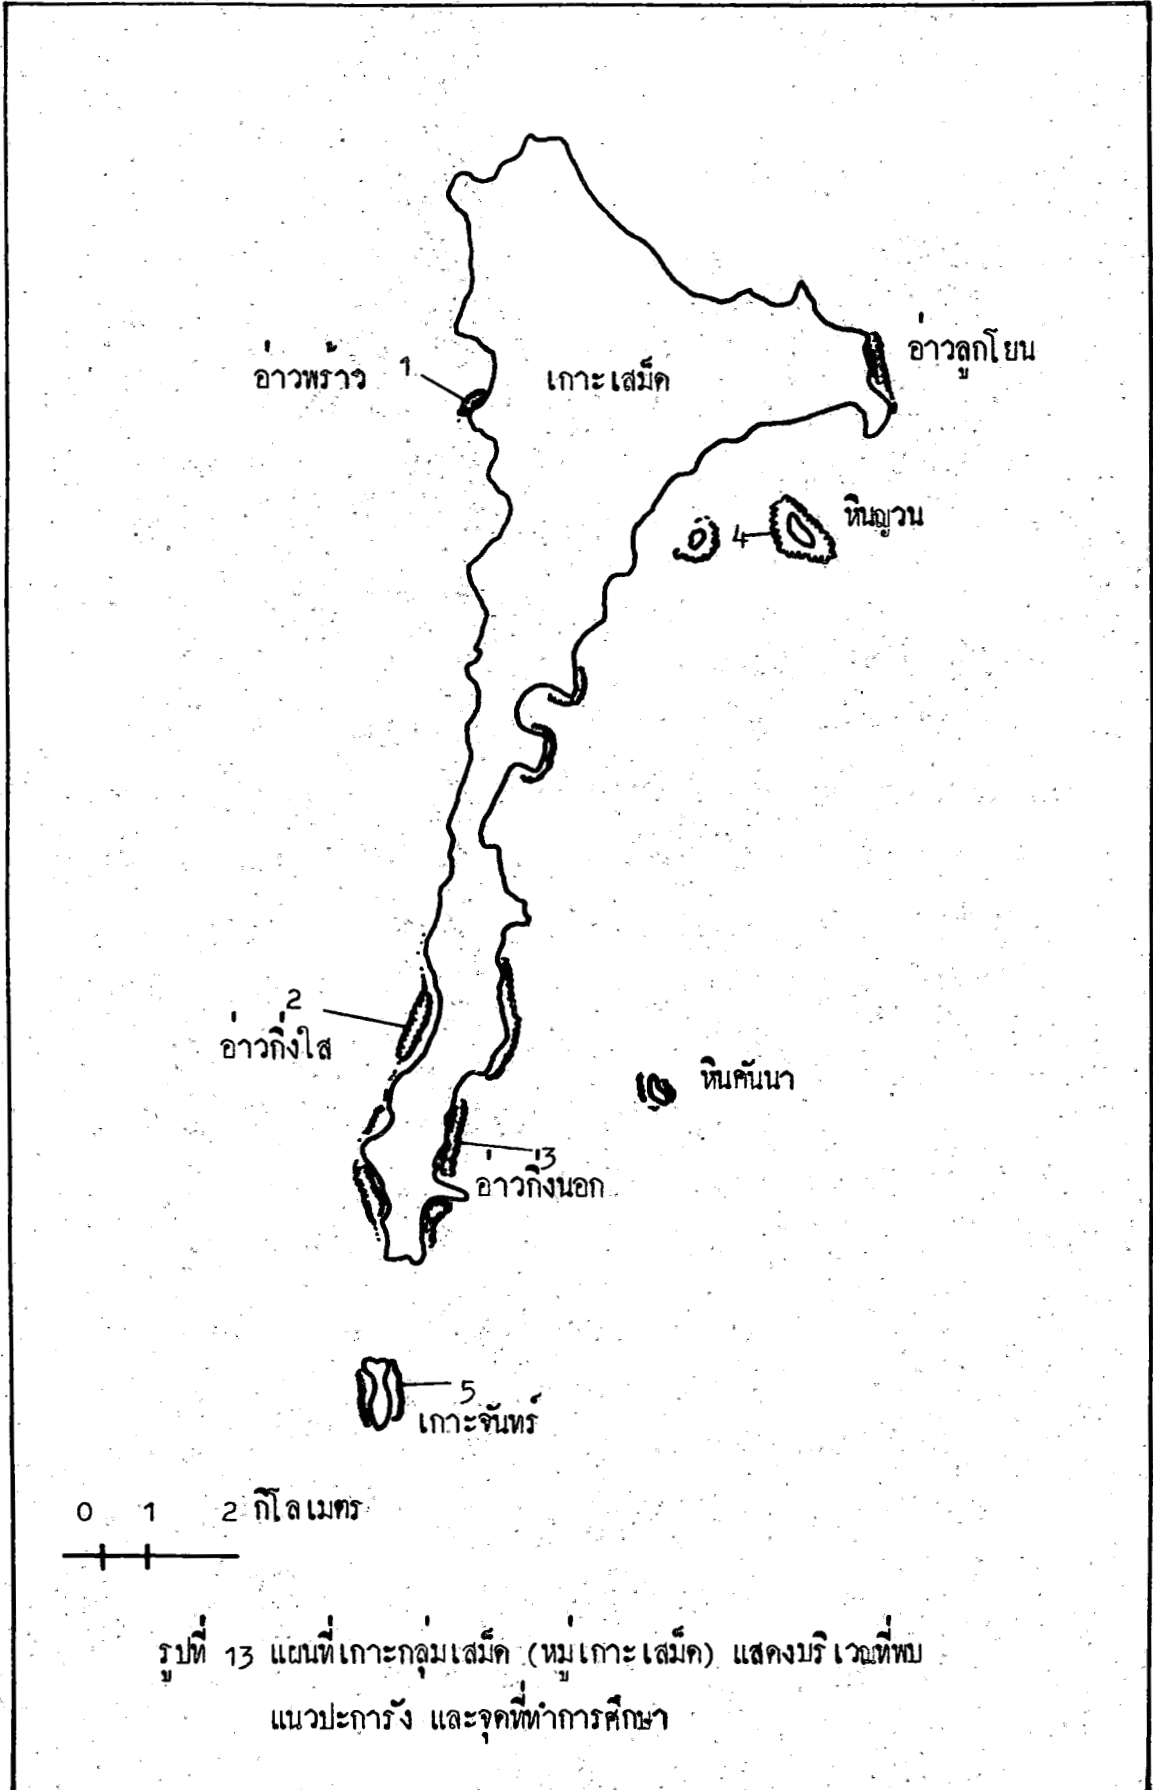 อ่าวลูกโยน
อ่าวพร้าว 1
เกาะเสม็ด
4 หินญวน
2
อ่าวกิ่วใส
หินคันนา
3
อ่าวกิ่วนอก
5
เกาะจันทร์
0 1 2 กิโลเมตร
รูปที่ 13 แผนที่เกาะกลุ่มเสม็ด (หมู่เกาะเสม็ด) แสดงบริเวณที่พบ
แนวปะการัง และจุดที่ทำการศึกษา